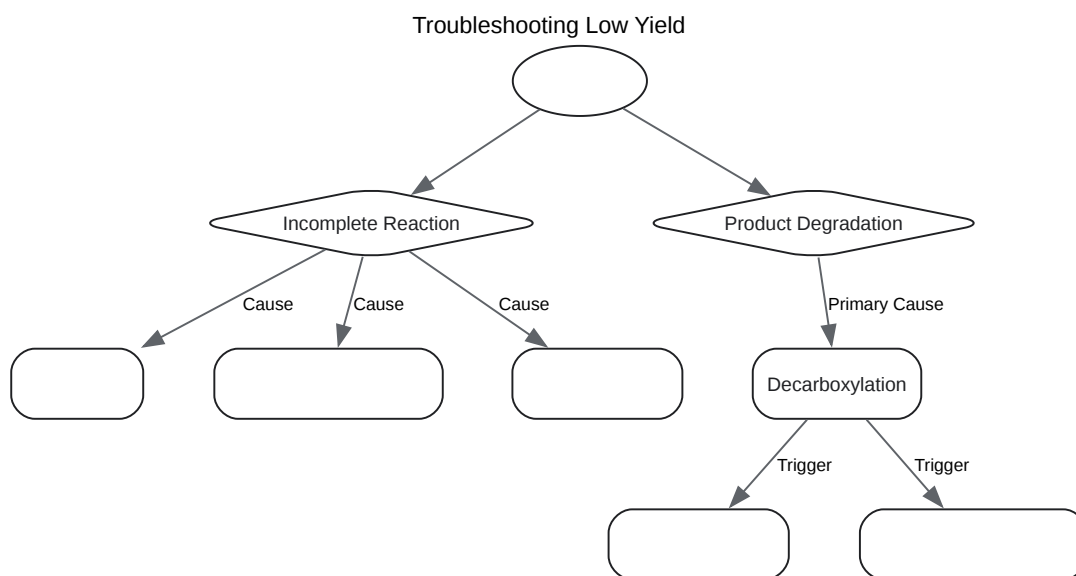 Troubleshooting Low Yield
Incomplete Reaction
Product Degradation
Cause
Cause
Cause
Primary Cause
Decarboxylation
Trigger
Trigger